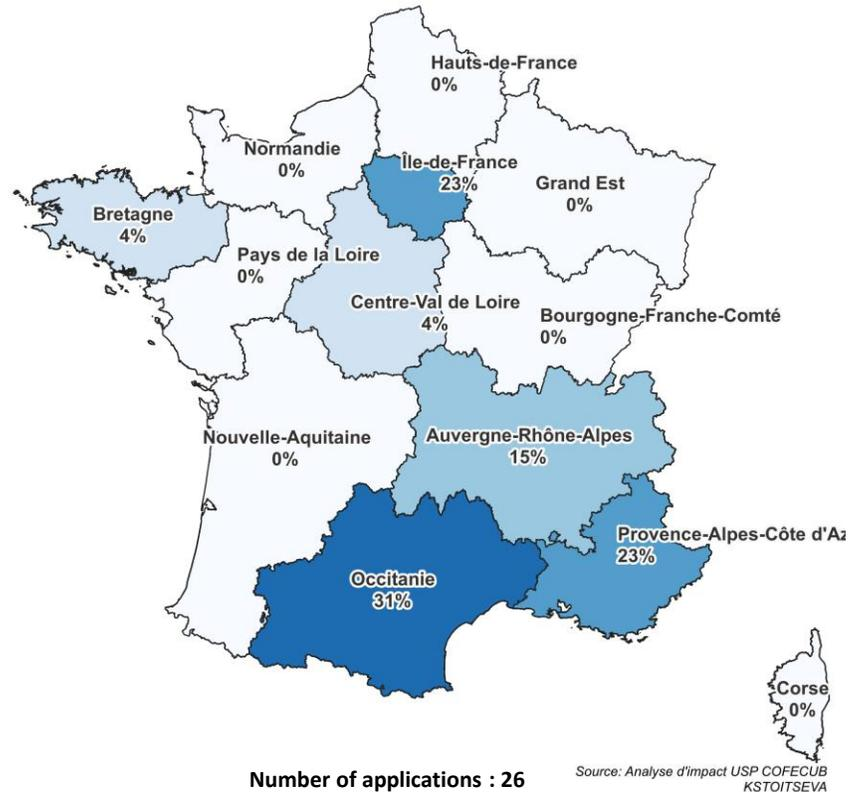 Hauts-de-France
0%
Normandie
0%
Île-de-France
23%
Grand Est
0%
Bretagne
4%
Pays de la Loire
0%
Centre-Val de Loire
4%
Bourgogne-Franche-Comté
0%
Nouvelle-Aquitaine
0%
Auvergne-Rhône-Alpes
15%
Provence-Alpes-Côte d'Az
23%
Occitanie
31%
Corse
0%
Number of applications : 26
Source: Analyse d'impact USP COFECUB
KSTOITSEVA